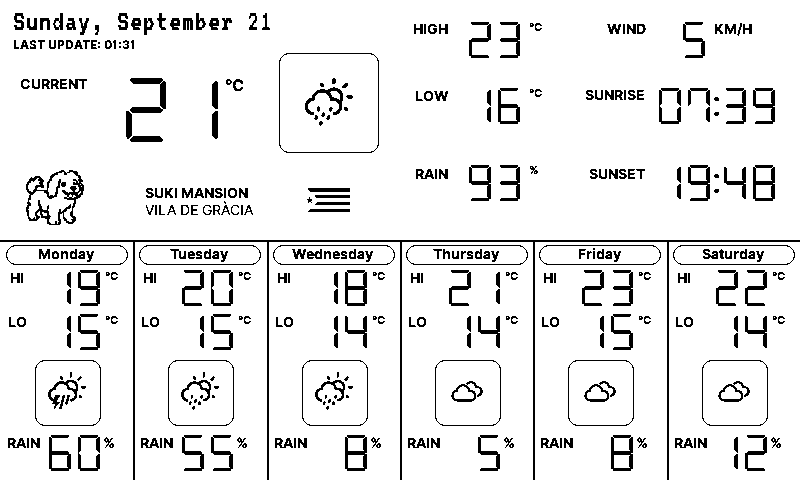 Sunday, September 21
LAST UPDATE: 01:31
CURRENT 21 °C
SUKI MANSION
VILA DE GRÀCIA
HIGH 23 °C
LOW 16 °C
RAIN 93 %
WIND 5 KM/H
SUNRISE 07:39
SUNSET 19:48
Monday
HI 19 °C
LO 15 °C
RAIN 60 %
Tuesday
HI 20 °C
LO 15 °C
RAIN 55 %
Wednesday
HI 18 °C
LO 14 °C
RAIN 8 %
Thursday
HI 21 °C
LO 14 °C
RAIN 5 %
Friday
HI 23 °C
LO 15 °C
RAIN 8 %
Saturday
HI 22 °C
LO 14 °C
RAIN 12 %